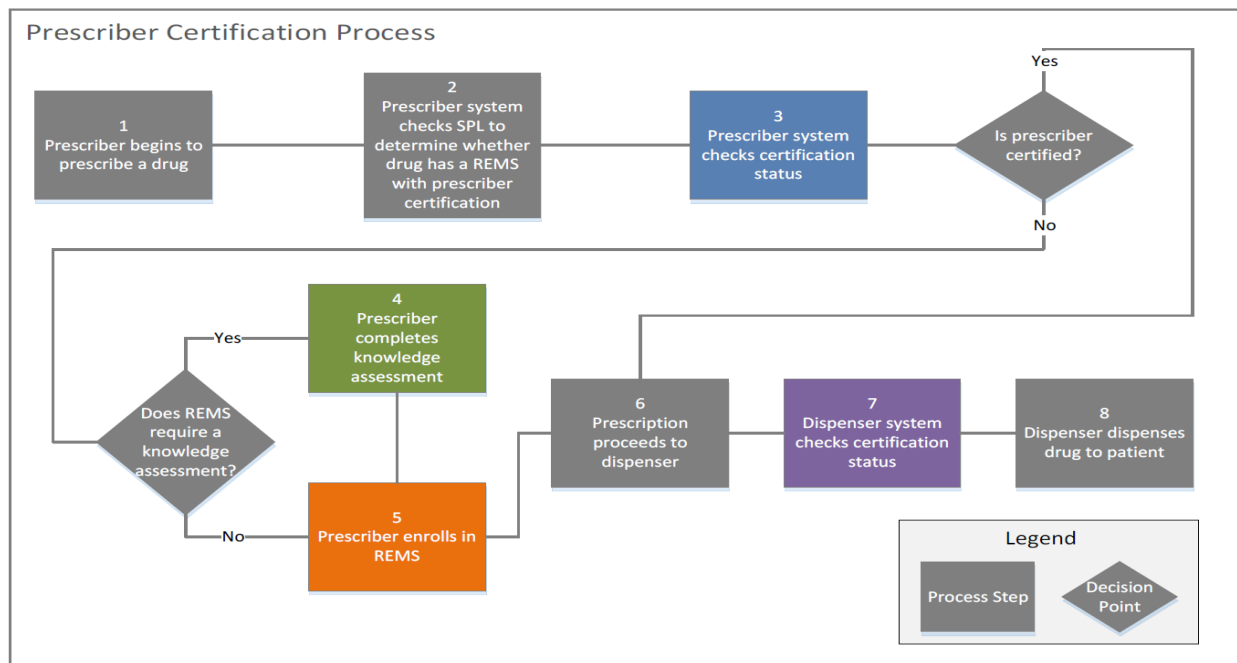 Prescriber Certification Process
1
Prescriber begins to
prescribe a drug
2
Prescriber system
checks SPL to
determine whether
drug has a REMS
with prescriber
certification
3
Prescriber system
checks certification
status
Is prescriber
certified?
Yes
No
Does REMS
require a
knowledge
assessment?
Yes
No
4
Prescriber
completes
knowledge
assessment
5
Prescriber enrolls in
REMS
6
Prescription
proceeds to
dispenser
7
Dispenser system
checks certification
status
8
Dispenser dispenses
drug to patient
Legend
Process Step
Decision
Point